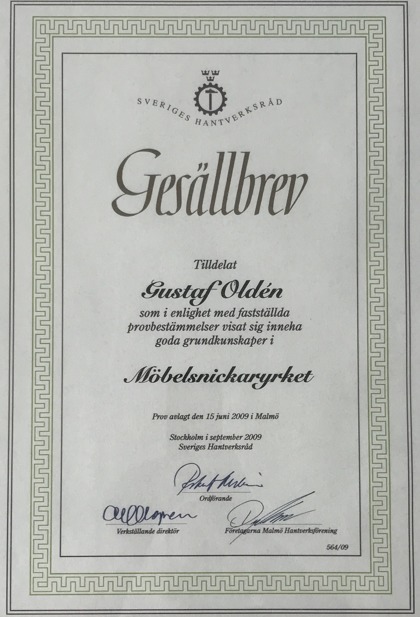 SVERIGES HANTVERKSRÅD
Gesällbrev
Tilldelat
Gustaf Oldén
som i enlighet med fastställda
provbestämmelser visat sig inneha
goda grundkunskaper i
Möbelsnickaryrket
Prov avlagt den 15 juni 2009 i Malmö
Stockholm i september 2009
Sveriges Hantverksråd
Ordförande
Verkställande direktör
Företagarna Malmö Hantverksförening
564/09